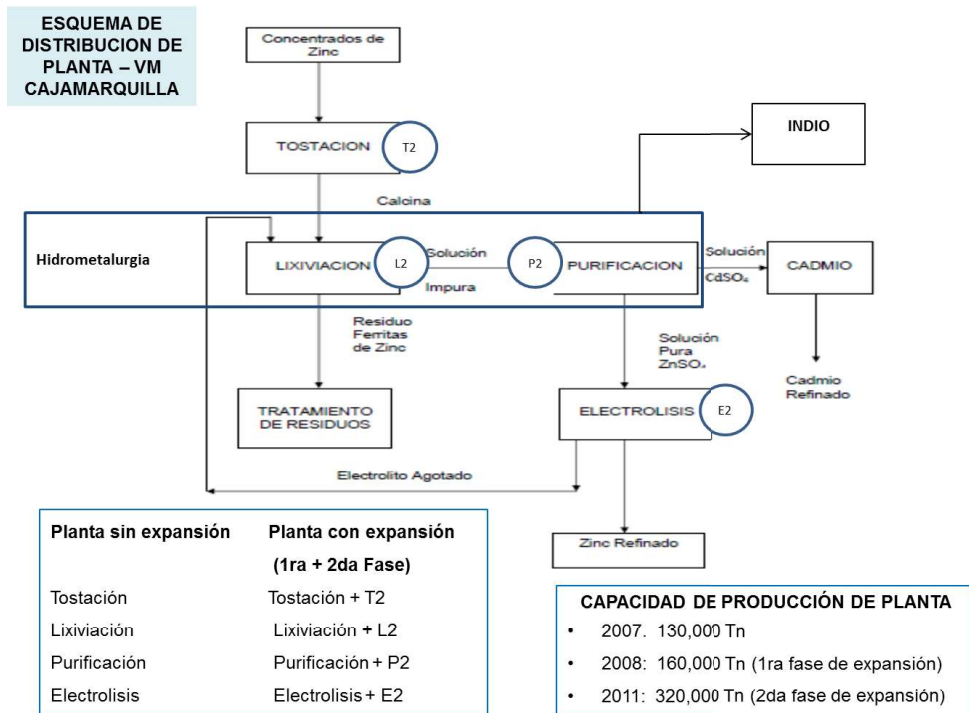 ESQUEMA DE
DISTRIBUCION DE
PLANTA – VM
CAJAMARQUILLA
Concentrados de
Zinc
INDIO
TOSTACION
T2
Calcina
Hidrometalurgia
LIXIVIACION
L2
Solución
Impura
P2
PURIFICACION
Solución
CdSO₄
CADMIO
Residuo
Ferritas
de Zinc
Solución
Pura
ZnSO₄
Cadmio
Refinado
TRATAMIENTO
DE RESIDUOS
ELECTROLISIS
E2
Electrolito Agotado
Zinc Refinado
Planta sin expansión Planta con expansión
(1ra + 2da Fase)
Tostación Tostación + T2
Lixiviación Lixiviación + L2
Purificación Purificación + P2
Electrolisis Electrolisis + E2
CAPACIDAD DE PRODUCCIÓN DE PLANTA
• 2007. 130,000 Tn
• 2008: 160,000 Tn (1ra fase de expansión)
• 2011: 320,000 Tn (2da fase de expansión)